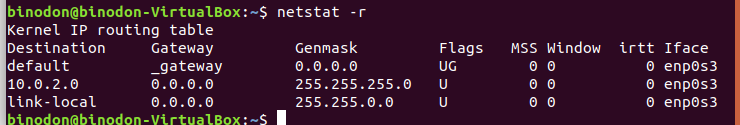 binodon@binodon-VirtualBox:~$ netstat -r
Kernel IP routing table
Destination     Gateway         Genmask         Flags   MSS Window  irtt Iface
default         _gateway        0.0.0.0         UG        0 0          0 enp0s3
10.0.2.0        0.0.0.0         255.255.255.0   U         0 0          0 enp0s3
link-local      0.0.0.0         255.255.0.0     U         0 0          0 enp0s3
binodon@binodon-VirtualBox:~$